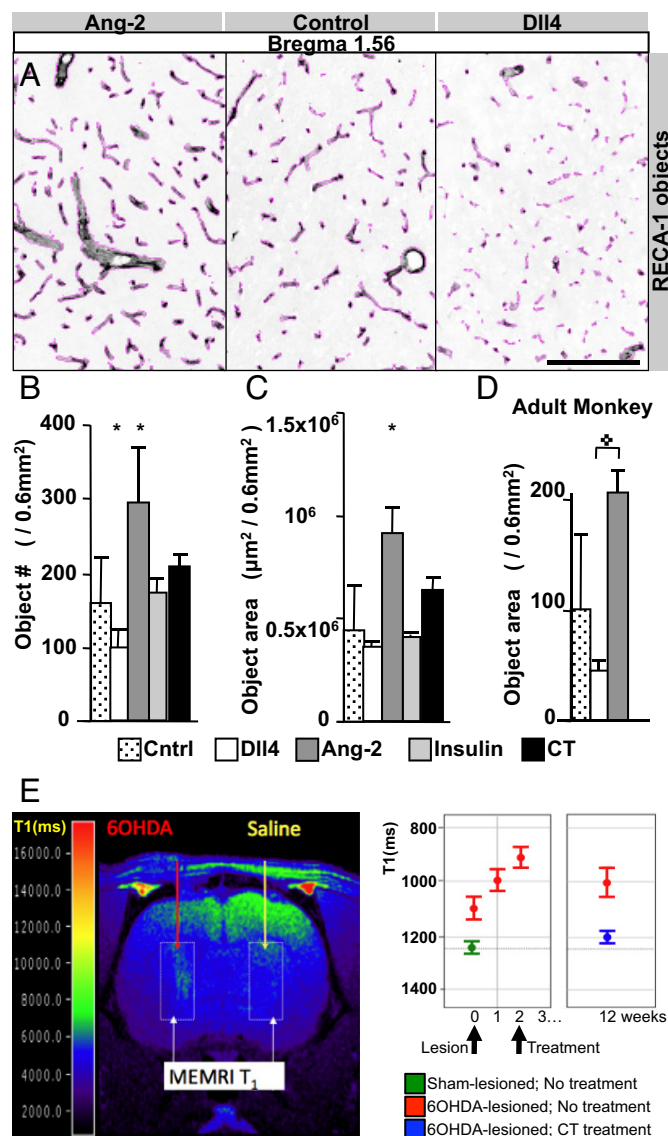 Ang-2 Control Dll4
Bregma 1.56
A
RECA-1 objects
B
Object # ( / 0.6mm²)
400
300
200
100
0
C
Object area (µm² / 0.6mm²)
1.5x10⁶
10⁶
0.5x10⁶
0
D
Adult Monkey
Object area ( / 0.6mm²)
200
100
0
* *
*
Cntrl Dll4 Ang-2 Insulin CT
E
T1(ms)
16000.0
14000.0
12000.0
10000.0
8000.0
6000.0
4000.0
2000.0
6OHDA
Saline
MEMRI T₁
T1(ms)
800
1000
1200
1400
0 1 2 3... 12 weeks
Lesion Treatment
Sham-lesioned; No treatment
6OHDA-lesioned; No treatment
6OHDA-lesioned; CT treatment